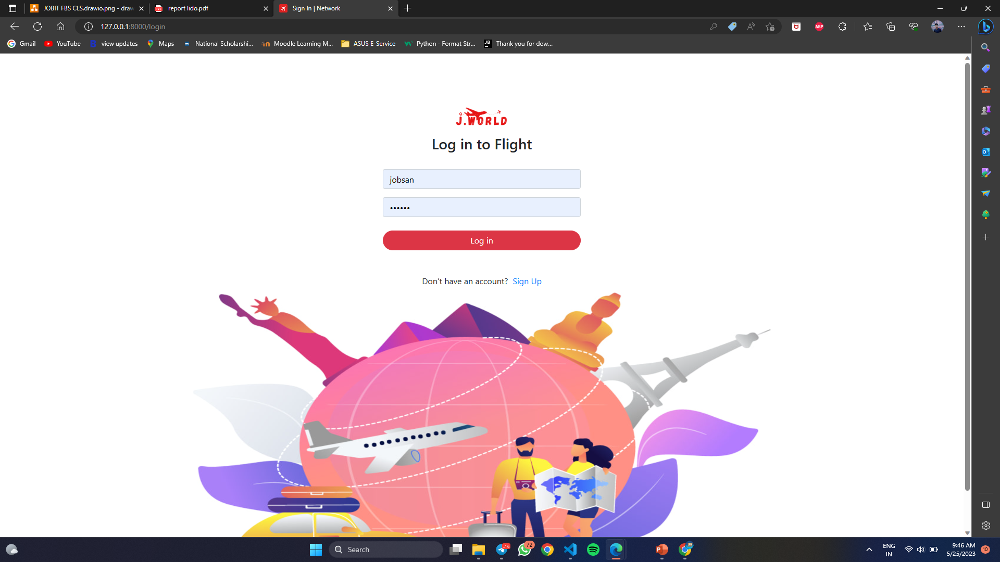 JOBIT FBS CLS.drawio.png - draw
report lido.pdf
Sign In | Network
127.0.0.1:8000/login
ABP
Gmail
YouTube
view updates
Maps
National Scholarshi...
Moodle Learning M...
ASUS E-Service
Python - Format Str...
Thank you for dow...
J.WORLD
Log in to Flight
jobsan
••••••
Log in
Don't have an account? Sign Up
Search
16
72
ENG
IN
9:46 AM
5/25/2023
10